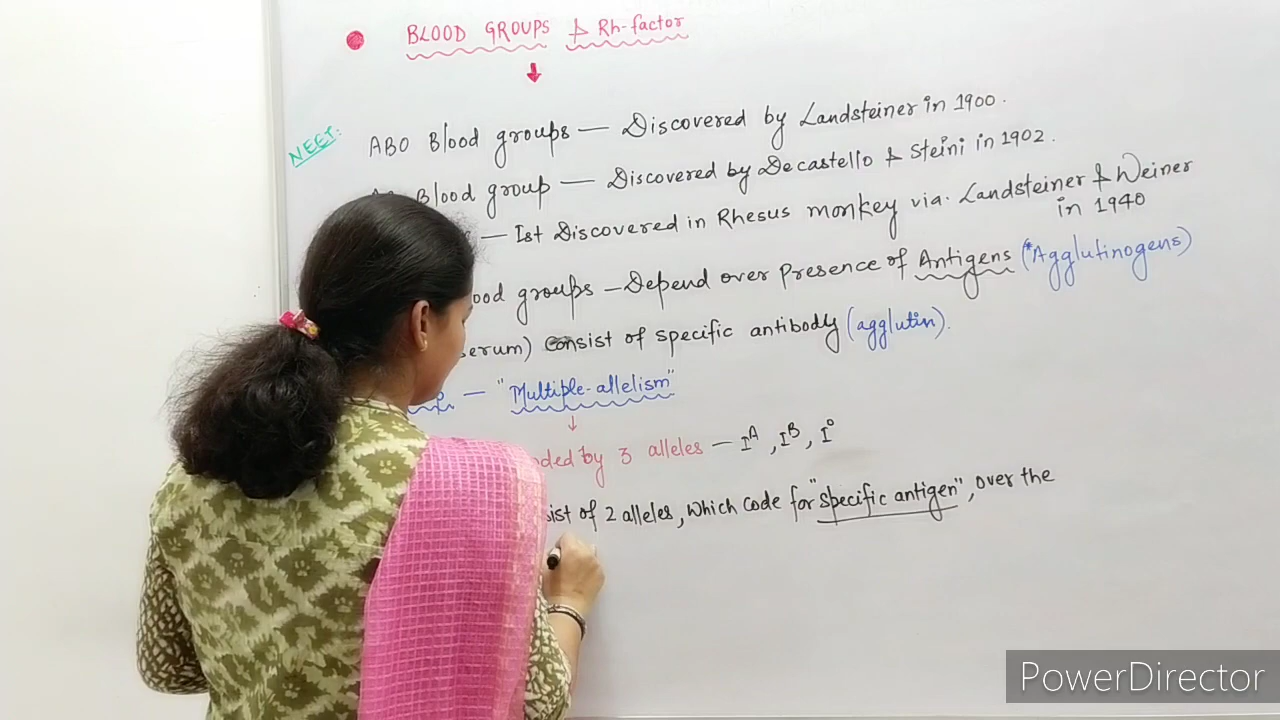 BLOOD GROUPS & Rh-factor
NEET:
ABO Blood groups — Discovered by Landsteiner in 1900.
Blood group — Discovered by Decastello & Steini in 1902.
— Ist Discovered in Rhesus monkey via. Landsteiner & Weiner
in 1940
ood groups — Depend over presence of Antigens (*Agglutinogens)
serum) consist of specific antibody (agglutin).
— "Multiple-allelism"
ded by 3 alleles — I^A, I^B, I^O
sist of 2 alleles, which code for "specific antigen", over the
PowerDirector